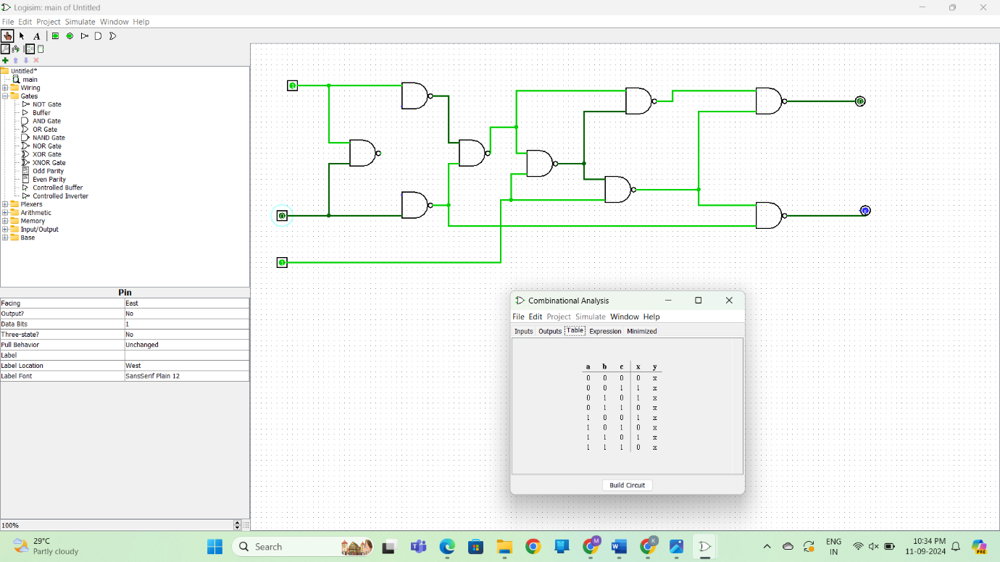 Logisim: main of Untitled
File Edit Project Simulate Window Help
A
Untitled*
main
Wiring
Gates
NOT Gate
Buffer
AND Gate
OR Gate
NAND Gate
NOR Gate
XOR Gate
XNOR Gate
Odd Parity
Even Parity
Controlled Buffer
Controlled Inverter
Plexers
Arithmetic
Memory
Input/Output
Base
Pin
Facing East
Output? No
Data Bits 1
Three-state? No
Pull Behavior Unchanged
Label
Label Location West
Label Font SansSerif Plain 12
100%
1
0
1
0
x
Combinational Analysis
File Edit Project Simulate Window Help
Inputs Outputs Table Expression Minimized
a b c x y
0 0 0 0 x
0 0 1 1 x
0 1 0 1 x
0 1 1 0 x
1 0 0 1 x
1 0 1 0 x
1 1 0 1 x
1 1 1 0 x
Build Circuit
29°C
Partly cloudy
Search
M
K
ENG
IN
10:34 PM
11-09-2024
PRE